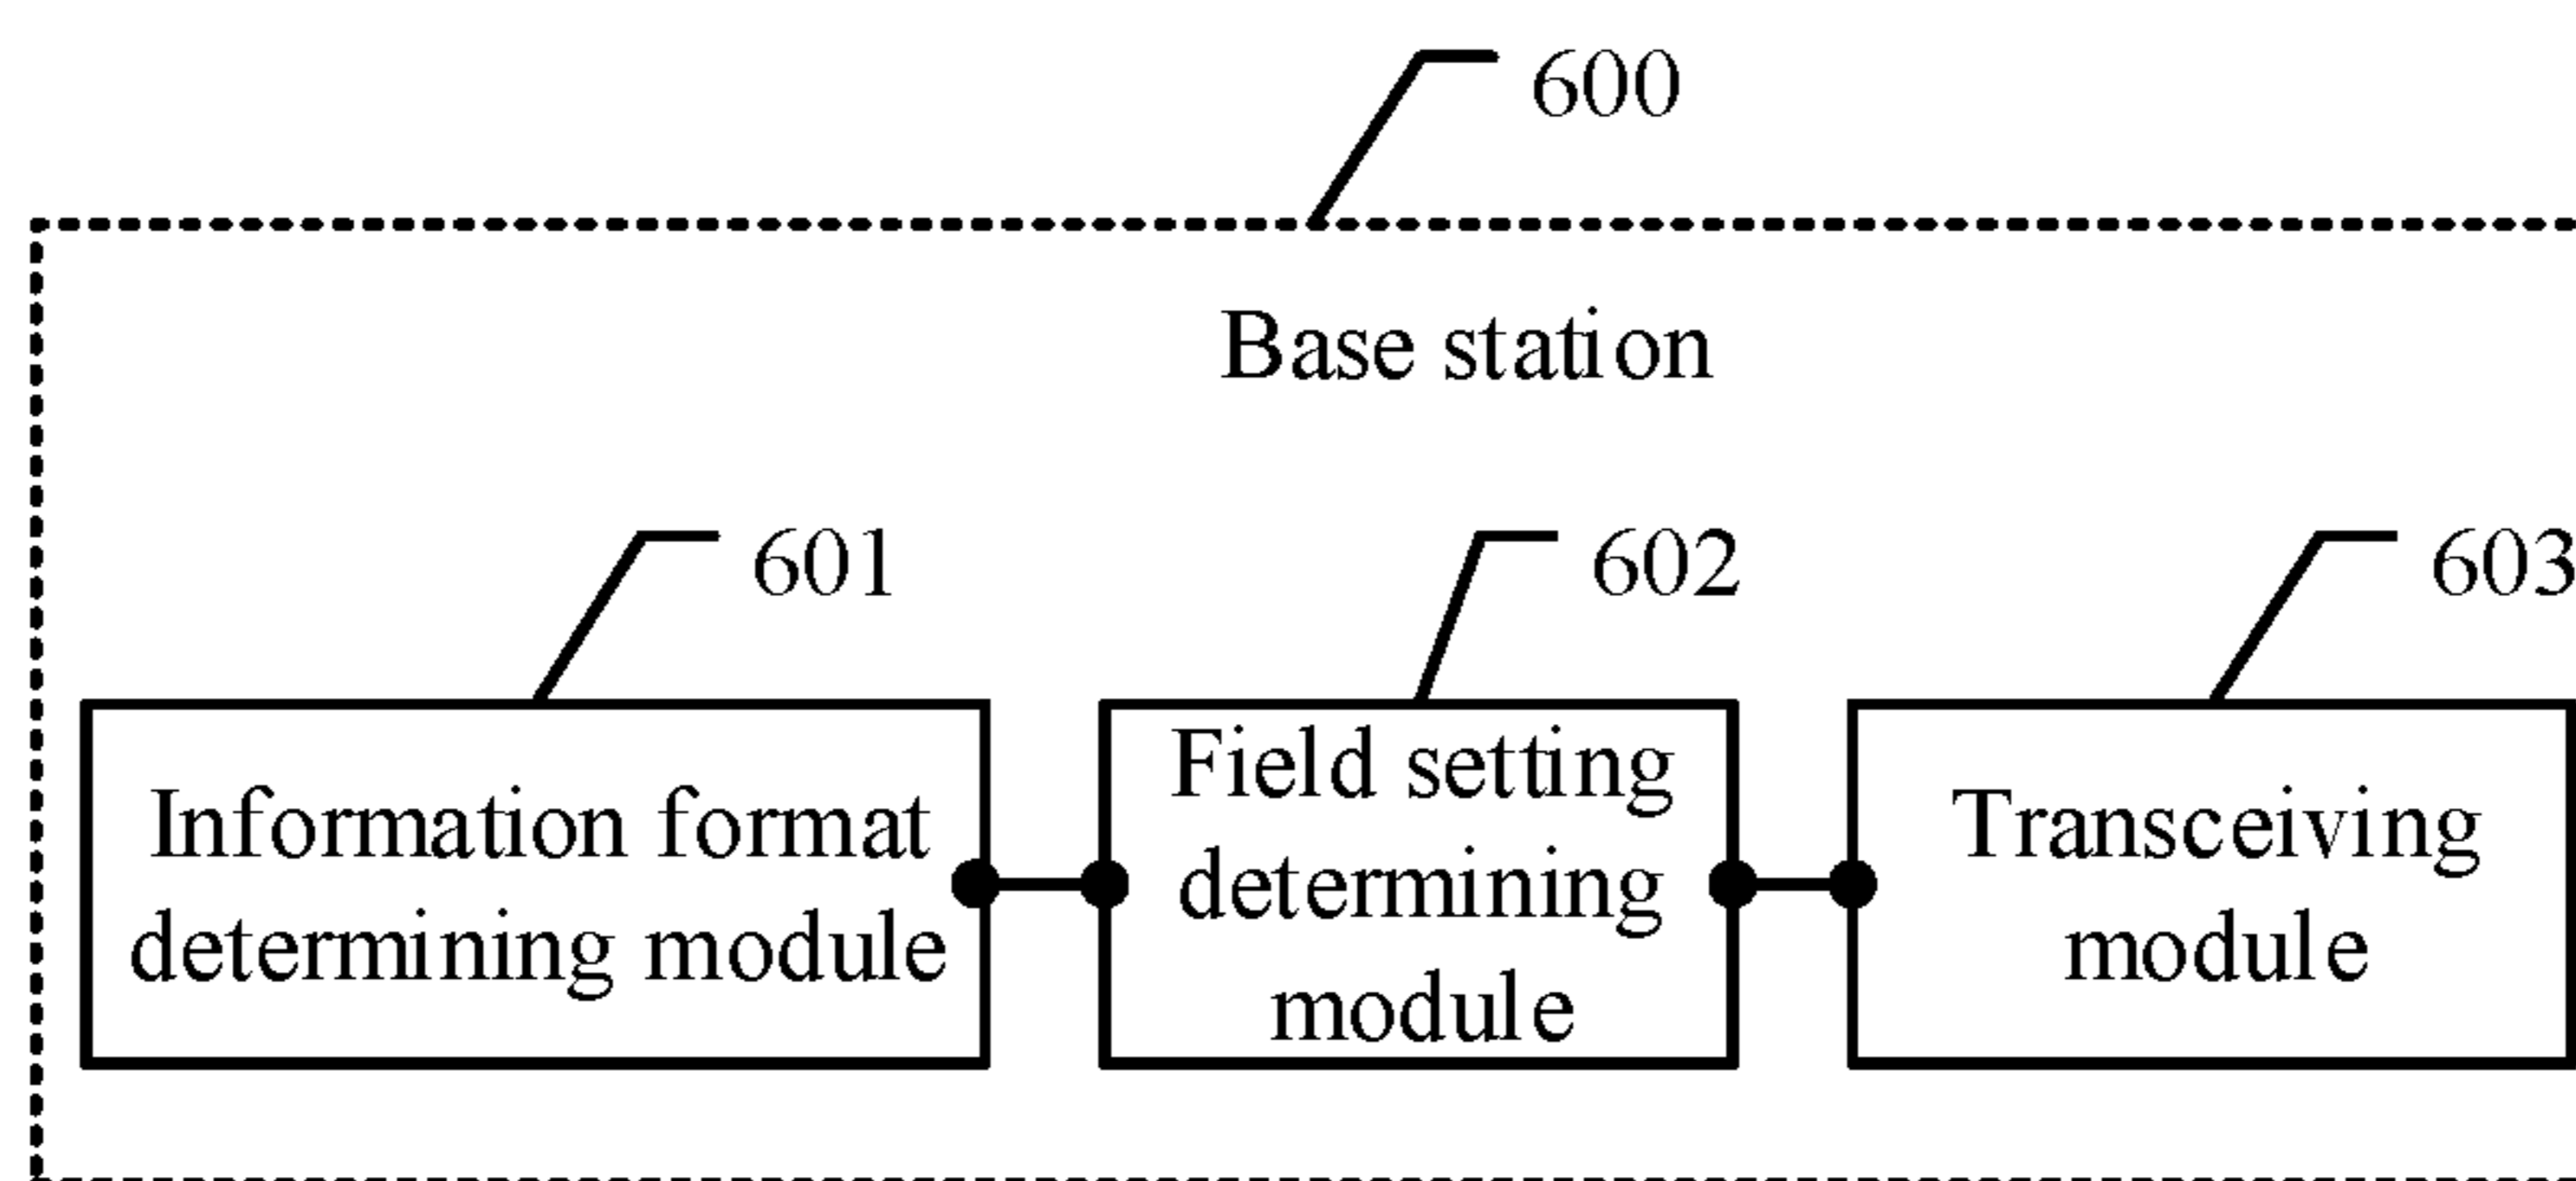 600
Base station
601
602
603
Information format
determining module
Field setting
determining
module
Transceiving
module